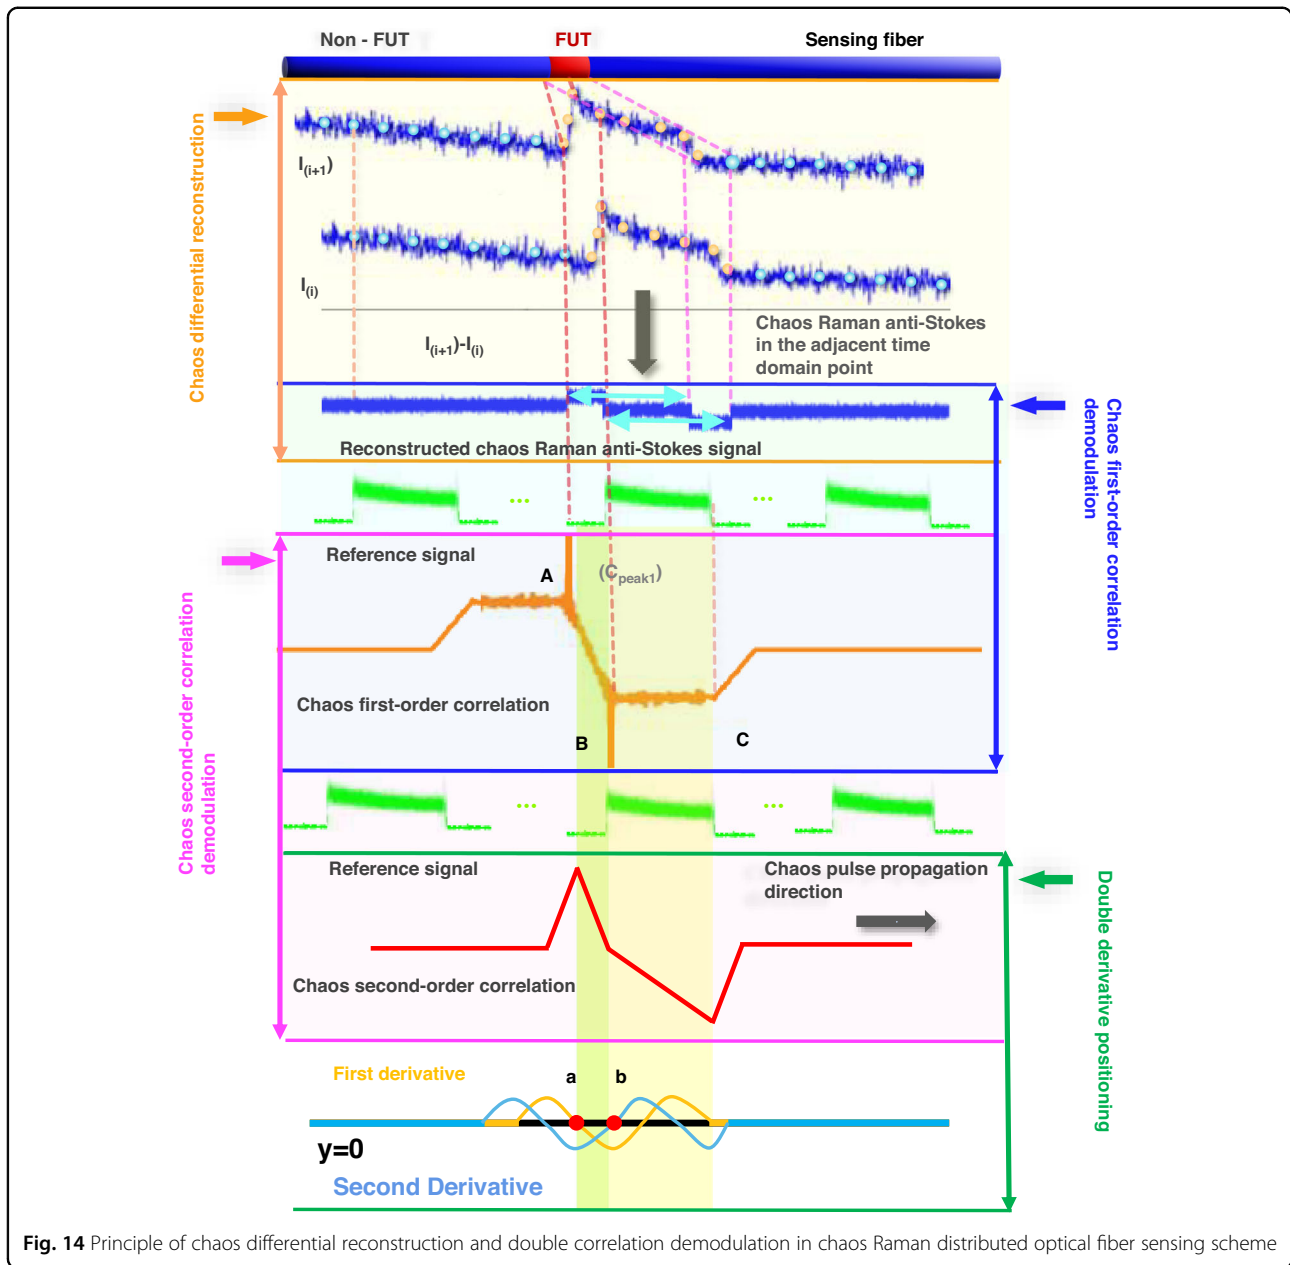 Non - FUT
FUT
Sensing fiber
Chaos differential reconstruction
I(i+1)
I(i)
I(i+1)-I(i)
Chaos Raman anti-Stokes
in the adjacent time
domain point
Reconstructed chaos Raman anti-Stokes signal
Chaos first-order correlation
demodulation
...
...
Reference signal
A
(Cpeak1)
Chaos first-order correlation
B
C
Chaos second-order correlation
demodulation
...
...
Reference signal
Chaos pulse propagation
direction
Chaos second-order correlation
Double derivative positioning
First derivative
a
b
y=0
Second Derivative
Fig. 14 Principle of chaos differential reconstruction and double correlation demodulation in chaos Raman distributed optical fiber sensing scheme